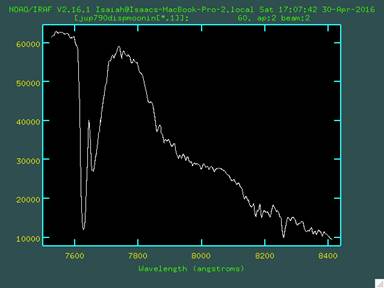 NOAO/IRAF V2.16.1 Isaiah@Isaacs-MacBook-Pro-2.local Sat 17:07:42 30-Apr-2016
[jup790dispmoonin[*,1]]: 60. ap:2 beam:2
60000
50000
40000
30000
20000
10000
7600 7800 8000 8200 8400
Wavelength (angstroms)